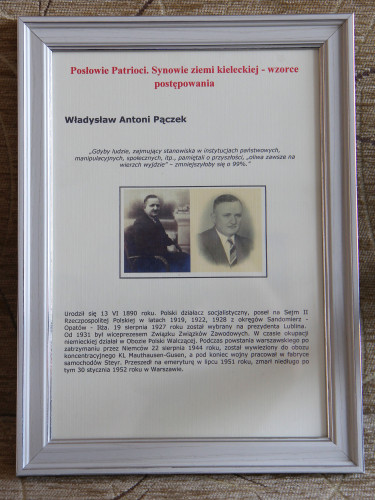 Posłowie Patrioci. Synowie ziemi kieleckiej - wzorce
postępowania
Władysław Antoni Pączek
„Gdyby ludzie, zajmujący stanowiska w instytucjach państwowych,
manipulacyjnych, społecznych, itp., pamiętali o przyszłości, „oliwa zawsze na
wierzch wyjdzie" – zmniejszyłoby się o 99%."
Urodził się 13 VI 1890 roku. Polski działacz socjalistyczny, poseł na Sejm II
Rzeczpospolitej Polskiej w latach 1919, 1922, 1928 z okręgów Sandomierz -
Opatów - Iłża. 19 sierpnia 1927 roku został wybrany na prezydenta Lublina.
Od 1931 był wiceprezesem Związku Związków Zawodowych. W czasie okupacji
niemieckiej działał w Obozie Polski Walczącej. Podczas powstania warszawskiego po
zatrzymaniu przez Niemców 22 sierpnia 1944 roku, został wywieziony do obozu
koncentracyjnego KL Mauthausen-Gusen, a pod koniec wojny pracował w fabryce
samochodów Steyr. Przeszedł na emeryturę w lipcu 1951 roku, zmarł niedługo po
tym 30 stycznia 1952 roku w Warszawie.